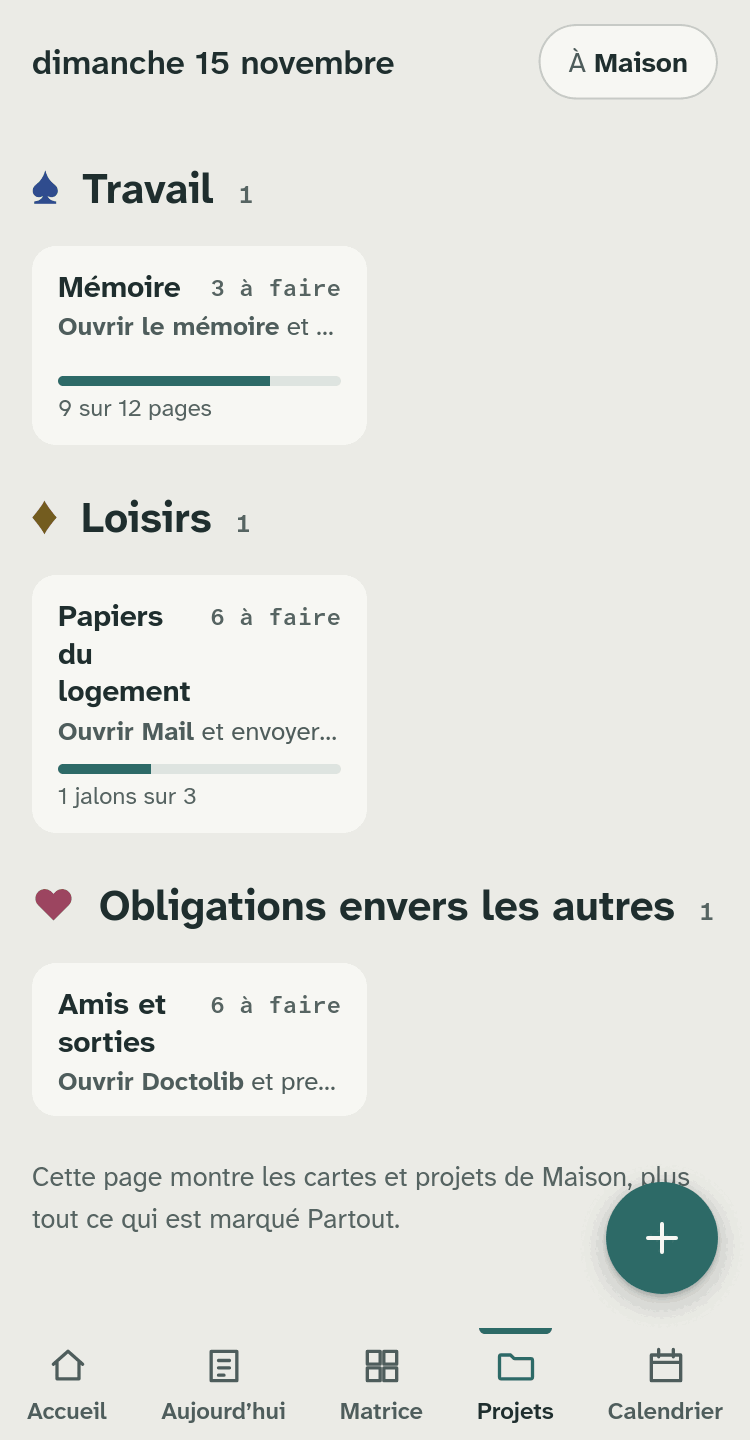 dimanche 15 novembre
À Maison
Travail 1
Mémoire 3 à faire
Ouvrir le mémoire et ...
9 sur 12 pages
Loisirs 1
Papiers du logement 6 à faire
Ouvrir Mail et envoyer...
1 jalons sur 3
Obligations envers les autres 1
Amis et sorties 6 à faire
Ouvrir Doctolib et pre...
Cette page montre les cartes et projets de Maison, plus
tout ce qui est marqué Partout.
Accueil Aujourd'hui Matrice Projets Calendrier